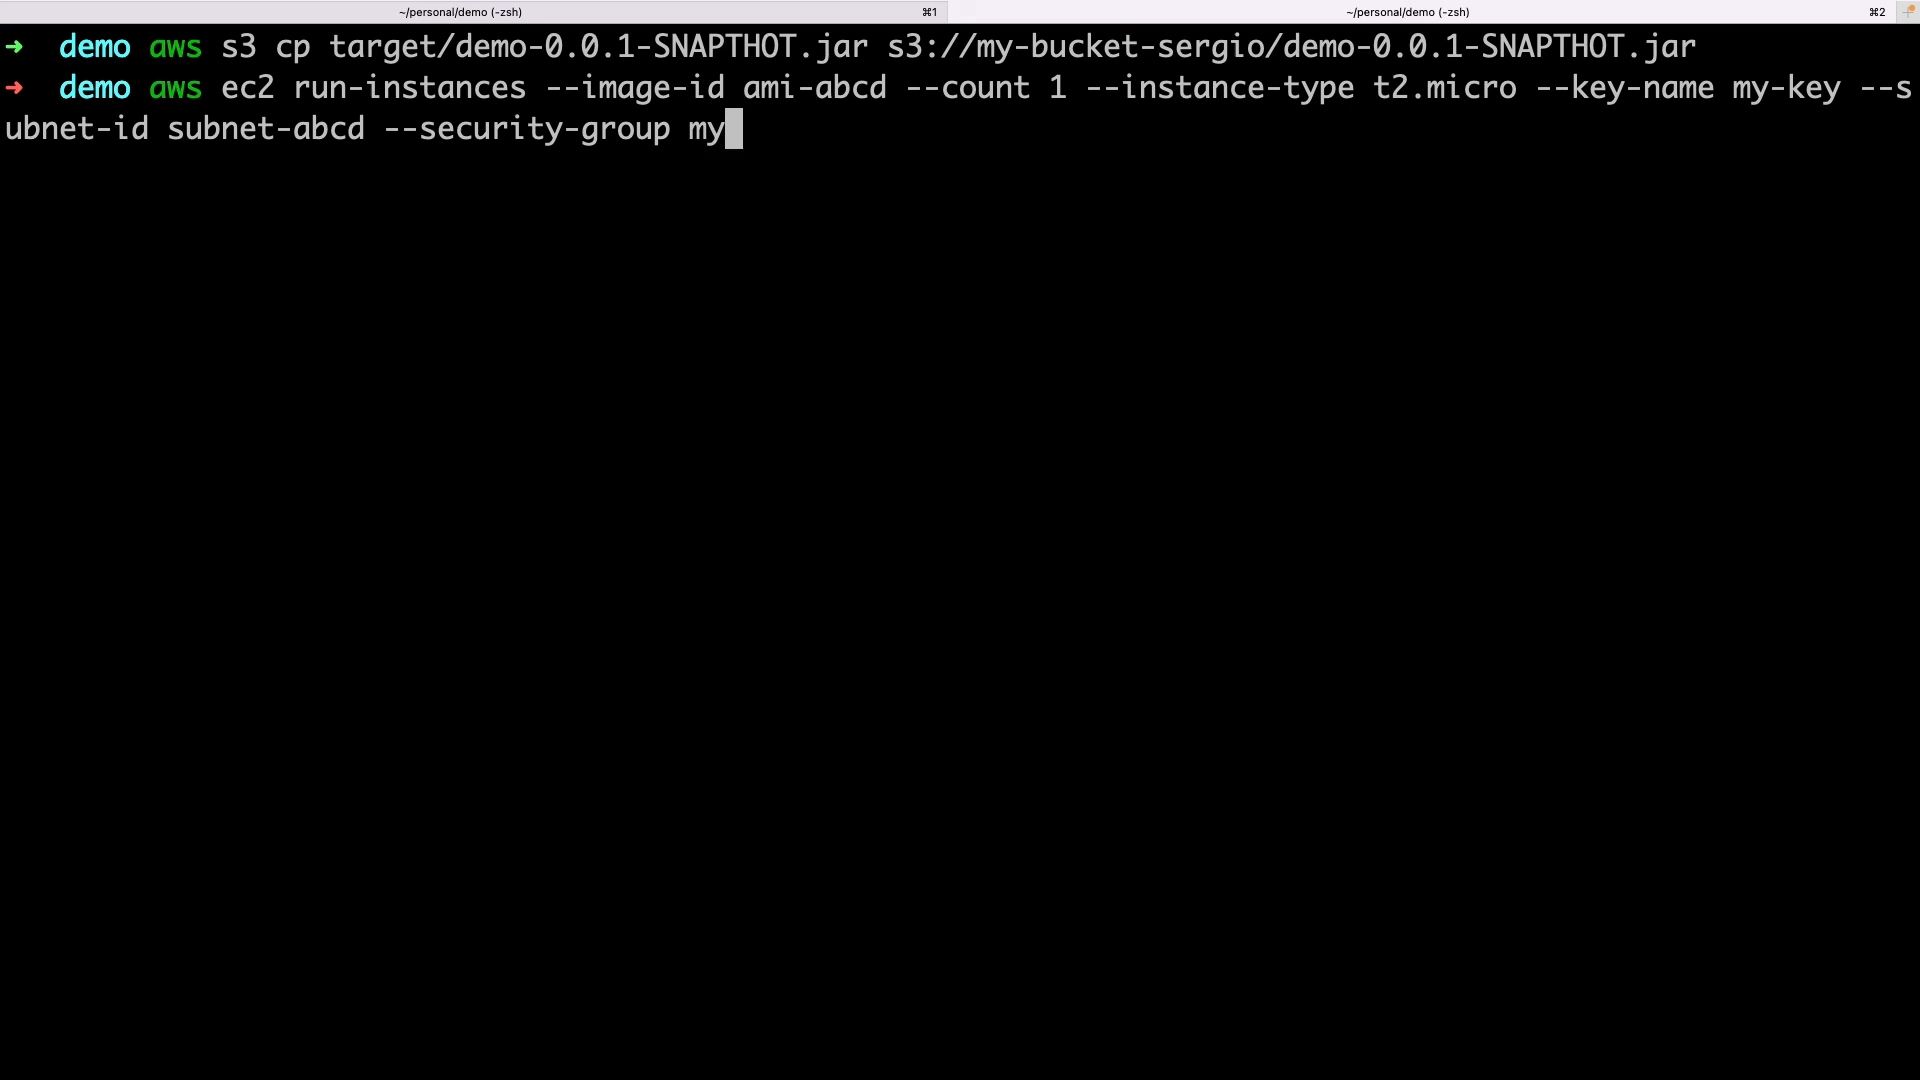 ~/personal/demo (-zsh) ⌘1 ~/personal/demo (-zsh) ⌘2
➜ demo aws s3 cp target/demo-0.0.1-SNAPTHOT.jar s3://my-bucket-sergio/demo-0.0.1-SNAPTHOT.jar
➜ demo aws ec2 run-instances --image-id ami-abcd --count 1 --instance-type t2.micro --key-name my-key --s
ubnet-id subnet-abcd --security-group my